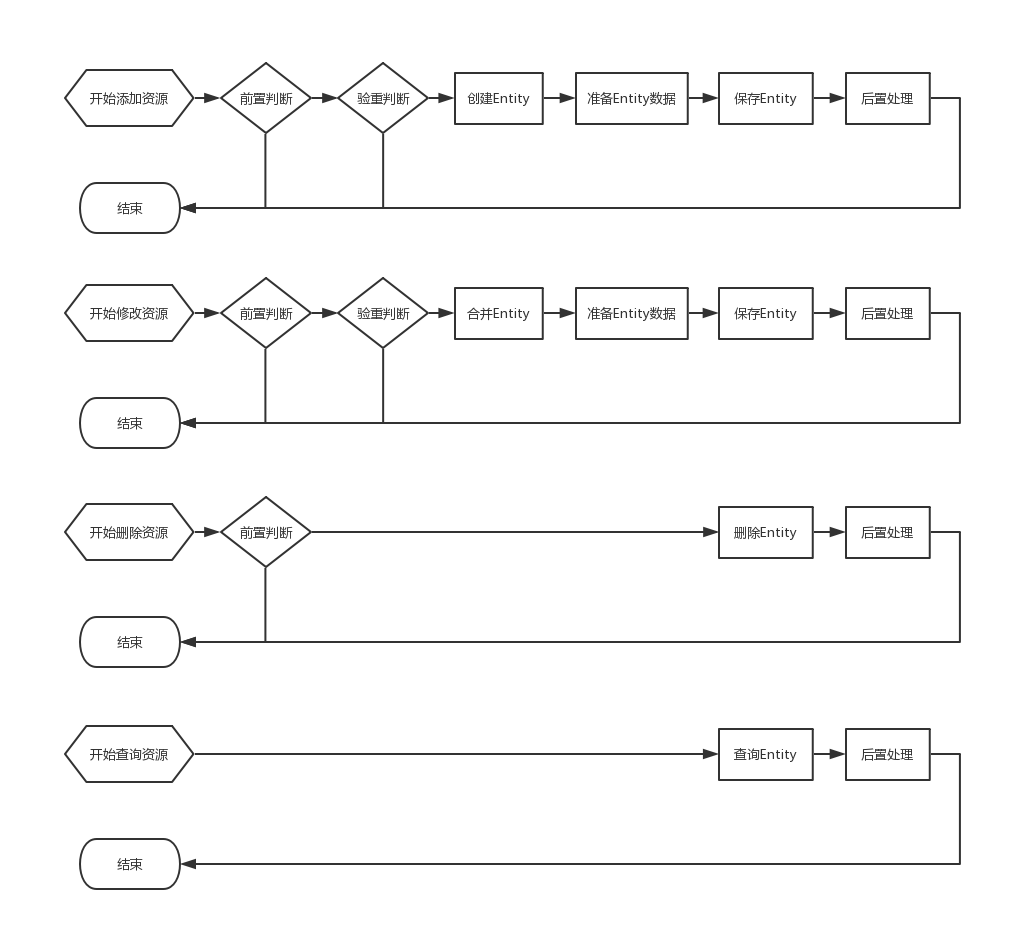 开始添加资源
前置判断
验重判断
创建Entity
准备Entity数据
保存Entity
后置处理
结束
开始修改资源
前置判断
验重判断
合并Entity
准备Entity数据
保存Entity
后置处理
结束
开始删除资源
前置判断
删除Entity
后置处理
结束
开始查询资源
查询Entity
后置处理
结束